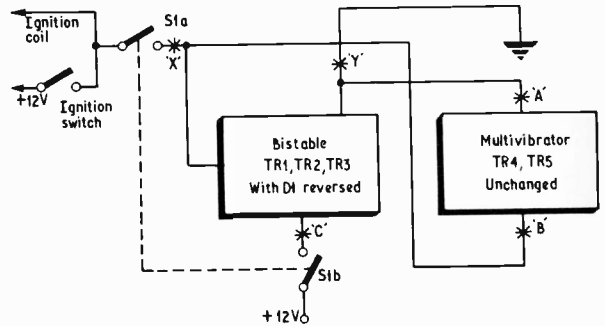 Ignition
coil
S1a
'X'
'Y'
+12V
Ignition
switch
'A'
Bistable
TR1,TR2,TR3
With D1 reversed
Multivibrator
TR4, TR5
Unchanged
'C'
'B'
S1b
+12V